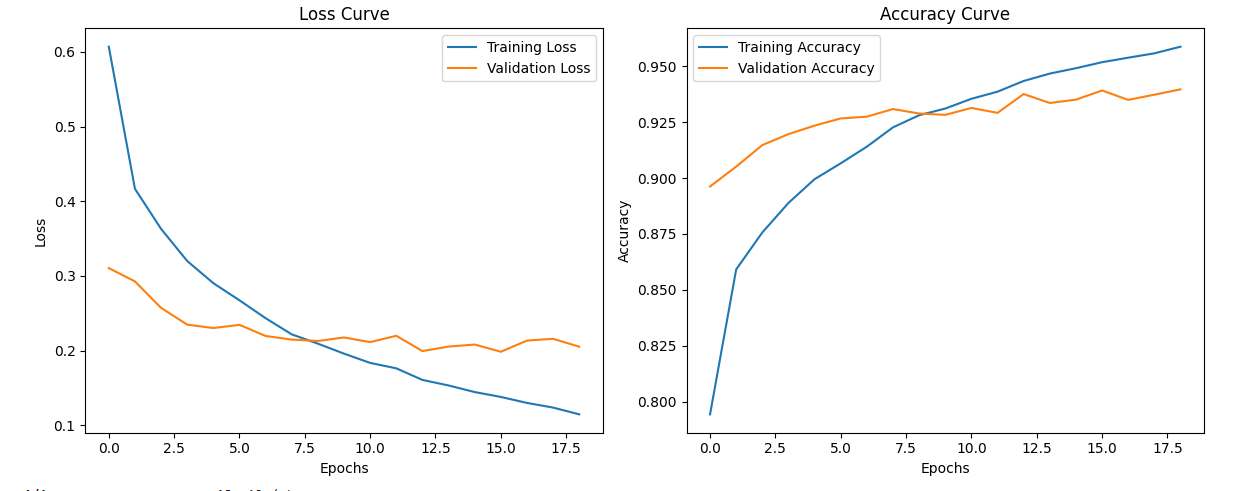 Loss Curve
0.6
0.5
0.4
0.3
0.2
0.1
Loss
0.0 2.5 5.0 7.5 10.0 12.5 15.0 17.5
Epochs
Training Loss
Validation Loss
Accuracy Curve
0.950
0.925
0.900
0.875
0.850
0.825
0.800
Accuracy
0.0 2.5 5.0 7.5 10.0 12.5 15.0 17.5
Epochs
Training Accuracy
Validation Accuracy